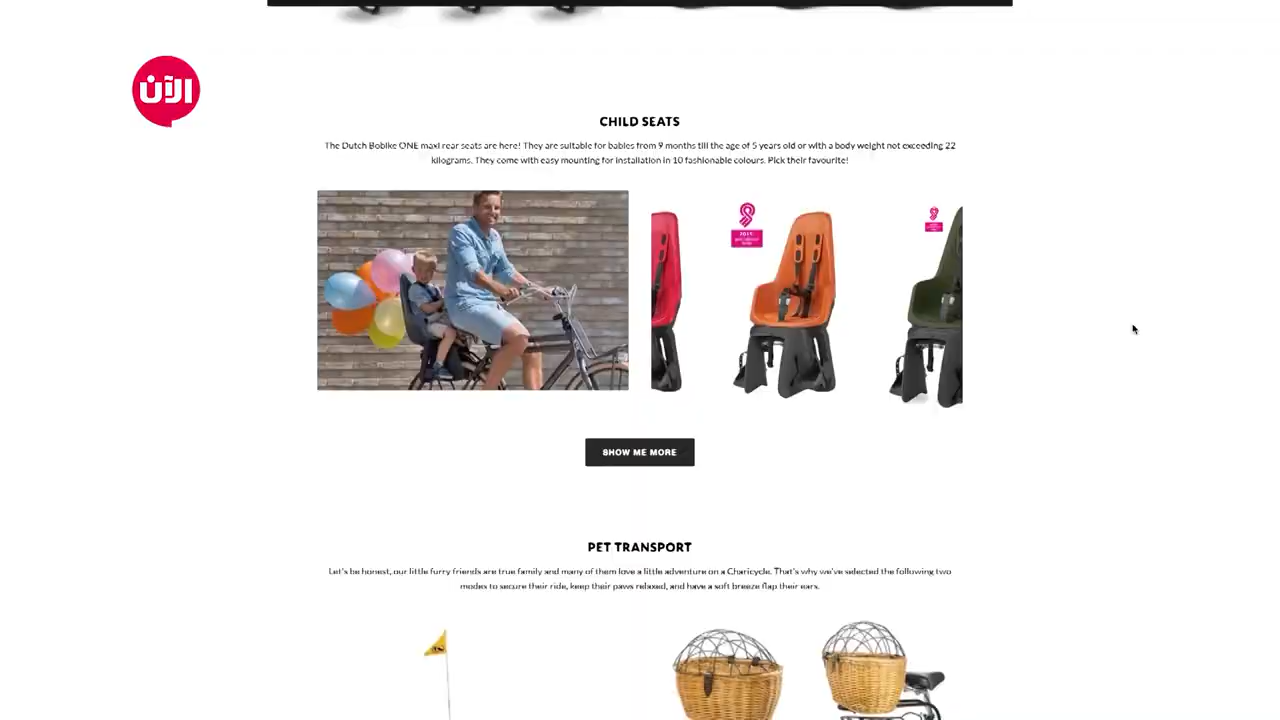 الآن
CHILD SEATS
The Dutch Bobike ONE maxi rear seats are here! They are suitable for babies from 9 months till the age of 5 years old or with a body weight not exceeding 22
kilograms. They come with easy mounting for installation in 10 fashionable colours. Pick their favourite!
SHOW ME MORE
PET TRANSPORT
Let's be honest, our little furry friends are true family and many of them love a little adventure on a Charicycle. That's why we've selected the following two
modes to secure their ride, keep their paws relaxed, and have a soft breeze flap their ears.